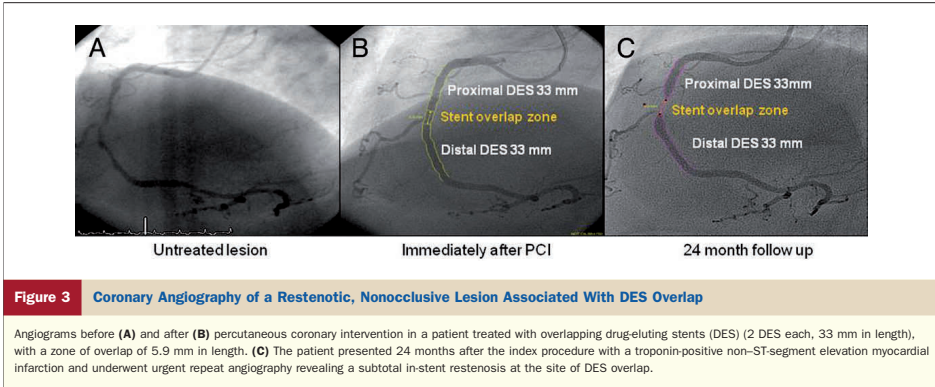 A
B
C
Proximal DES 33 mm
Stent overlap zone
Distal DES 33 mm
Proximal DES 33mm
Stent overlap zone
Distal DES 33 mm
Untreated lesion
Immediately after PCI
24 month follow up
Figure 3 Coronary Angiography of a Restenotic, Nonocclusive Lesion Associated With DES Overlap
Angiograms before (A) and after (B) percutaneous coronary intervention in a patient treated with overlapping drug-eluting stents (DES) (2 DES each, 33 mm in length),
with a zone of overlap of 5.9 mm in length. (C) The patient presented 24 months after the index procedure with a troponin-positive non–ST-segment elevation myocardial
infarction and underwent urgent repeat angiography revealing a subtotal in-stent restenosis at the site of DES overlap.